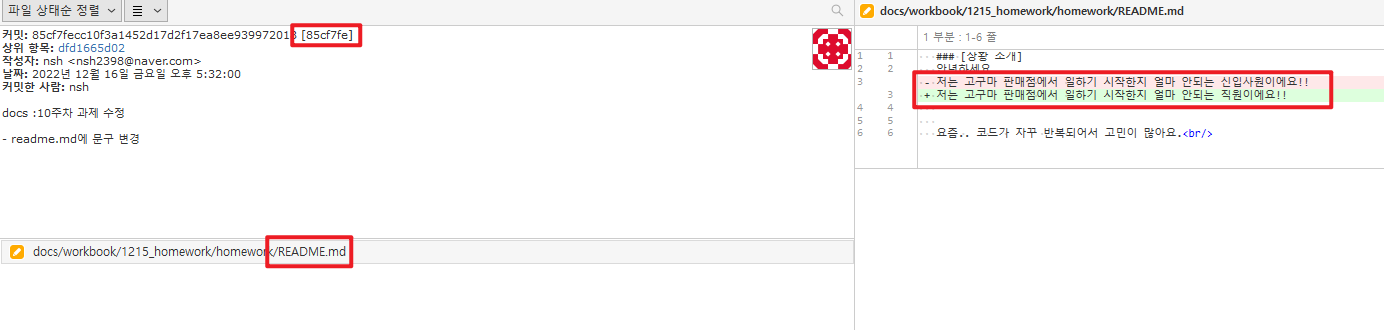 파일 상태순 정렬
커밋: 85cf7fecc10f3a1452d17d2f17ea8ee939972013 [85cf7fe]
상위 항목: dfd1665d02
작성자: nsh <nsh2398@naver.com>
날짜: 2022년 12월 16일 금요일 오후 5:32:00
커밋한 사람: nsh
docs :10주차 과제 수정
- readme.md에 문구 변경
docs/workbook/1215_homework/homework/README.md
docs/workbook/1215_homework/homework/README.md
1 부분 : 1-6 줄
1 1 ### [상황 소개]
2 2 안녕하세요
3 - 저는 고구마 판매점에서 일하기 시작한지 얼마 안되는 신입사원이에요!!
3 + 저는 고구마 판매점에서 일하기 시작한지 얼마 안되는 직원이에요!!
4 4
5 5
6 6 요즘.. 코드가 자꾸 반복되어서 고민이 많아요.<br/>